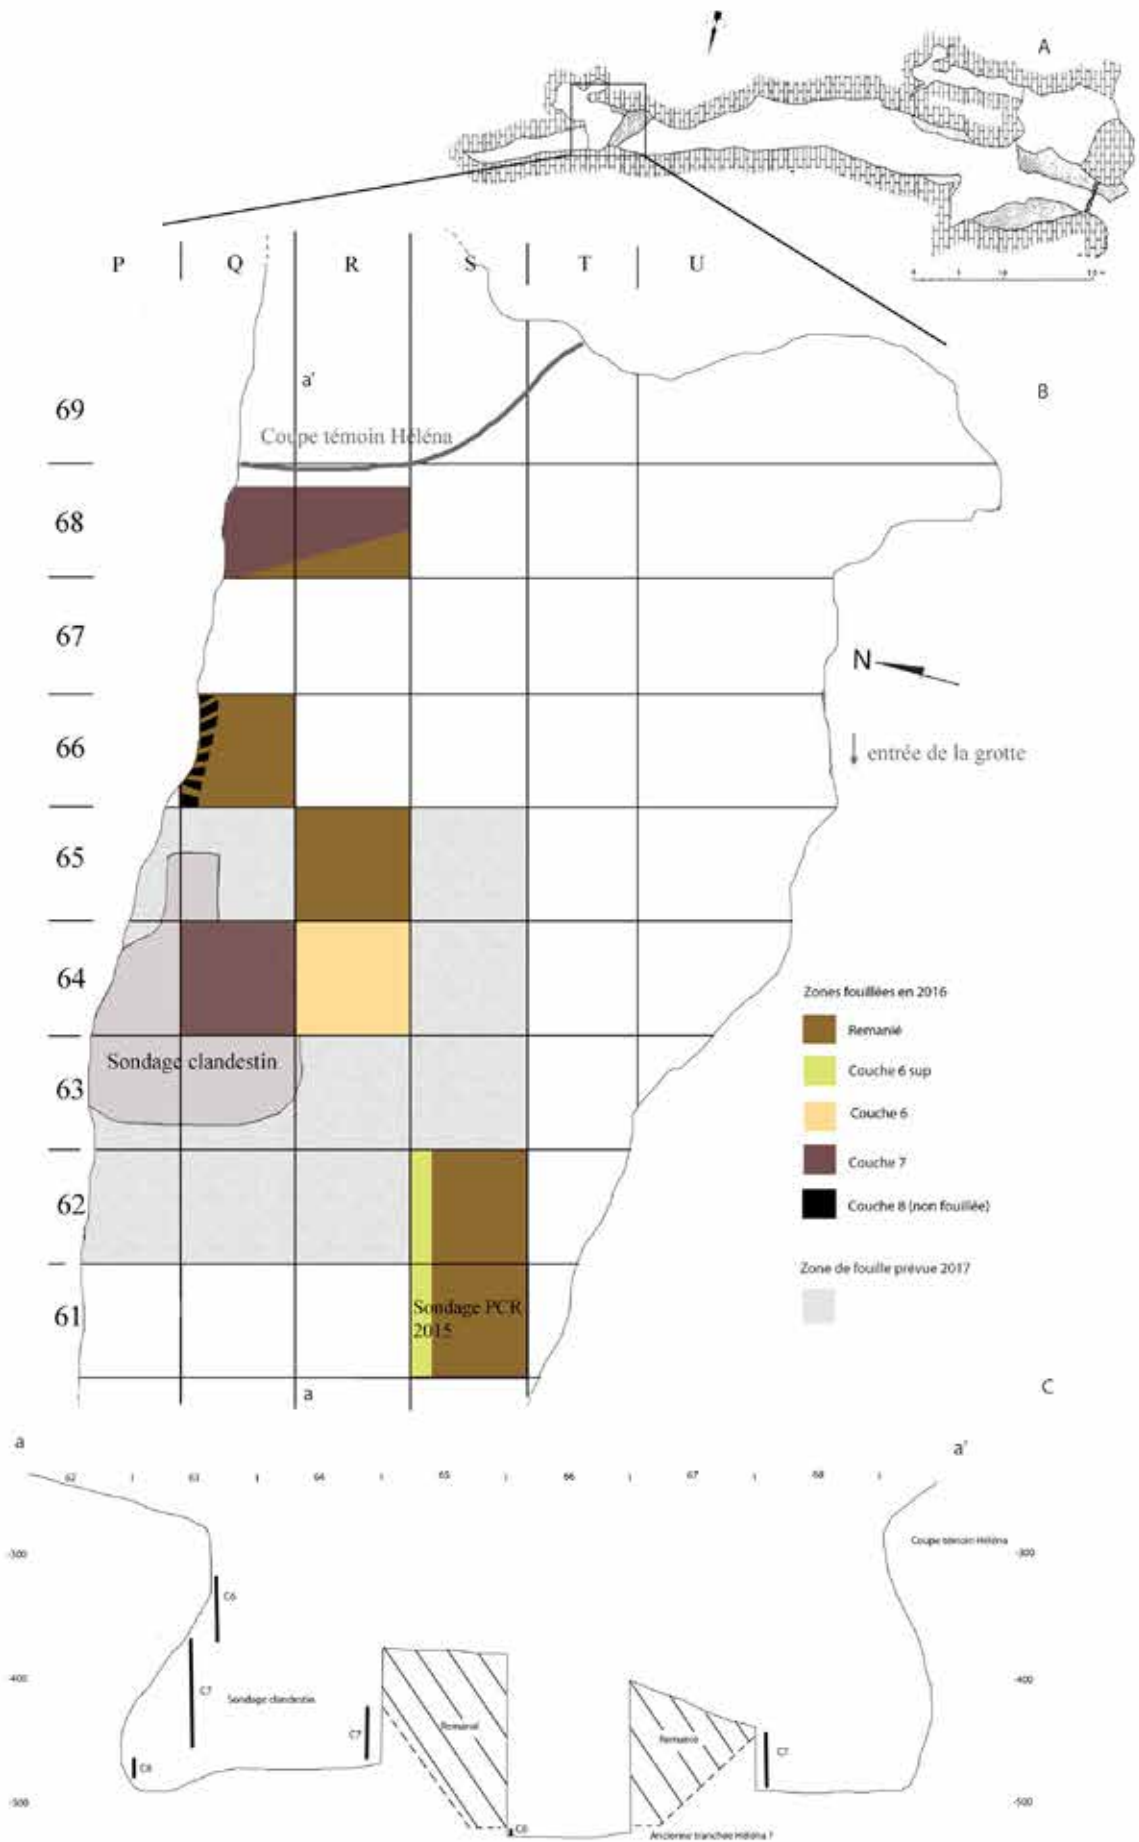 A
P Q R S T U
B
a'
69
Coupe témoin Héléna
68
67
N
66
entrée de la grotte
65
64
Zones fouillées en 2016
Remanié
Sondage clandestin
63
Couche 6 sup
Couche 6
Couche 7
62
Couche 8 (non fouillée)
Zone de fouille prévue 2017
61
Sondage PCR
2015
a
C
a a'
62 63 64 65 66 67 68
Coupe témoin Héléna
-300 -300
C6
-400 -400
C7
Sondage clandestin
C7
Remanié
Remanié
C7
C8
-500 -500
C8
Ancienne tranchée Héléna ?